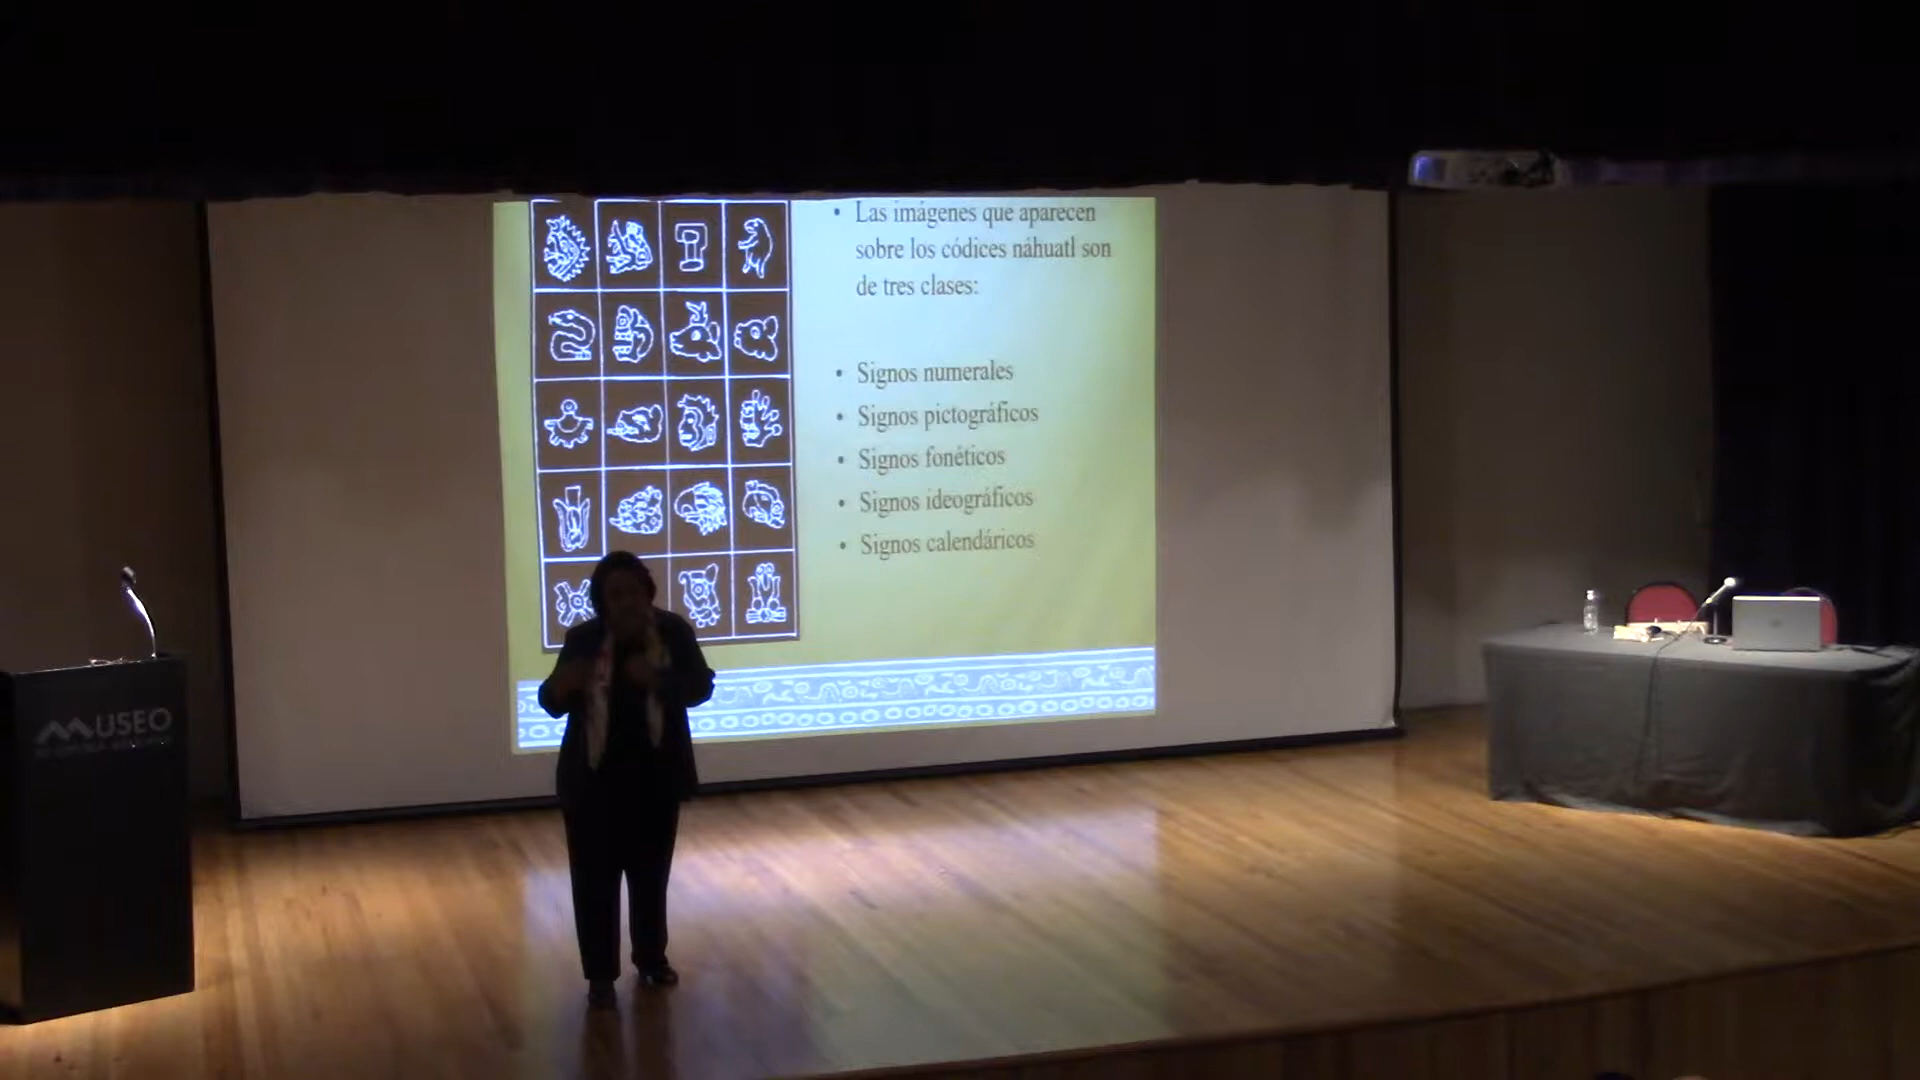 • Las imágenes que aparecen
sobre los códices náhuatl son
de tres clases:
• Signos numerales
• Signos pictográficos
• Signos fonéticos
• Signos ideográficos
• Signos calendáricos
MUSEO